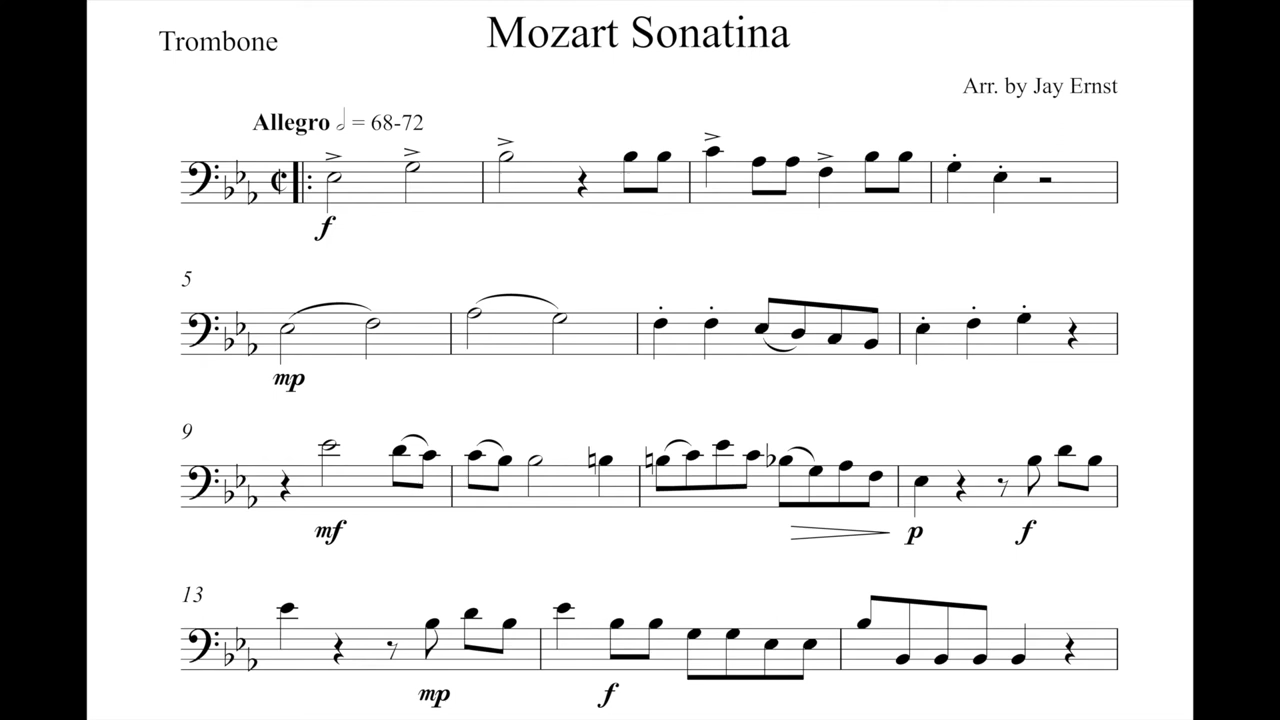 Mozart Sonatina
Trombone
Arr. by Jay Ernst
Allegro 𝅗𝅥 = 68-72
f
5
mp
9
mf p f
13
mp f